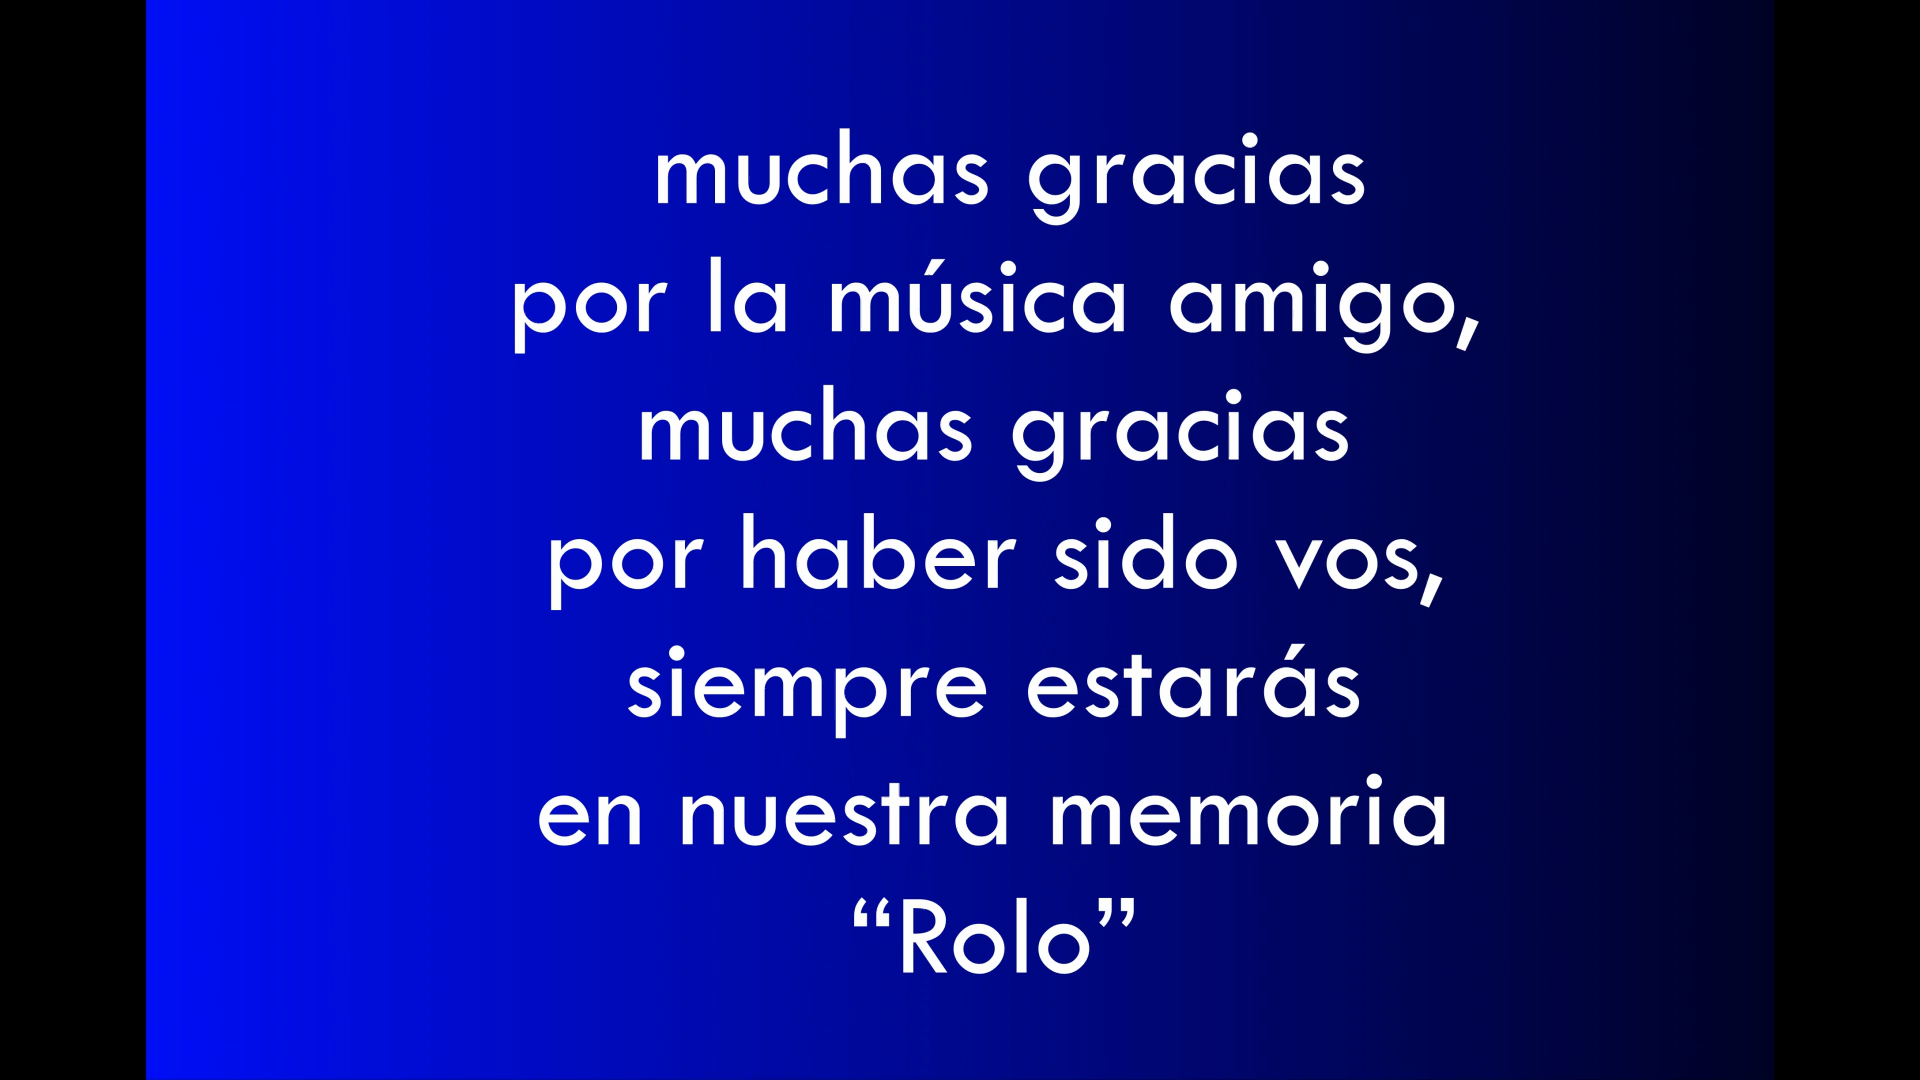 muchas gracias
por la música amigo,
muchas gracias
por haber sido vos,
siempre estarás
en nuestra memoria
“Rolo”